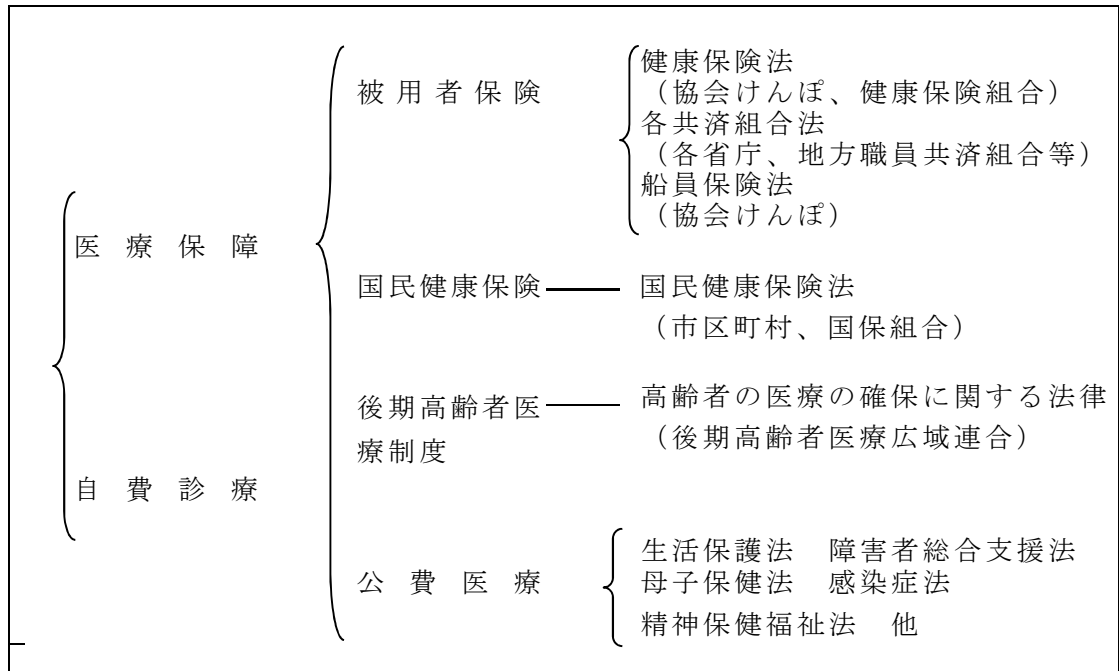 医療保障
被用者保険
健康保険法
（協会けんぽ、健康保険組合）
各共済組合法
（各省庁、地方職員共済組合等）
船員保険法
（協会けんぽ）
国民健康保険
国民健康保険法
（市区町村、国保組合）
後期高齢者医
療制度
高齢者の医療の確保に関する法律
（後期高齢者医療広域連合）
公費医療
生活保護法　障害者総合支援法
母子保健法　感染症法
精神保健福祉法　他
自費診療